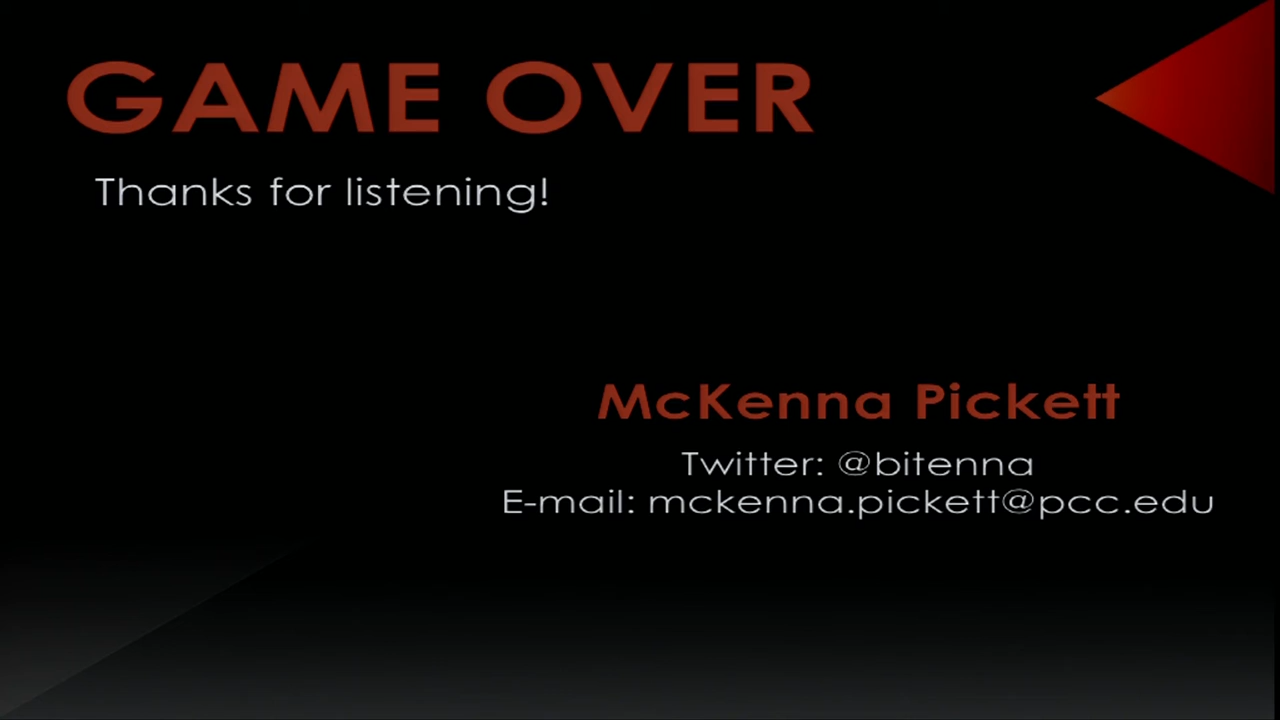 GAME OVER
Thanks for listening!
McKenna Pickett
Twitter: @bitenna
E-mail: mckenna.pickett@pcc.edu